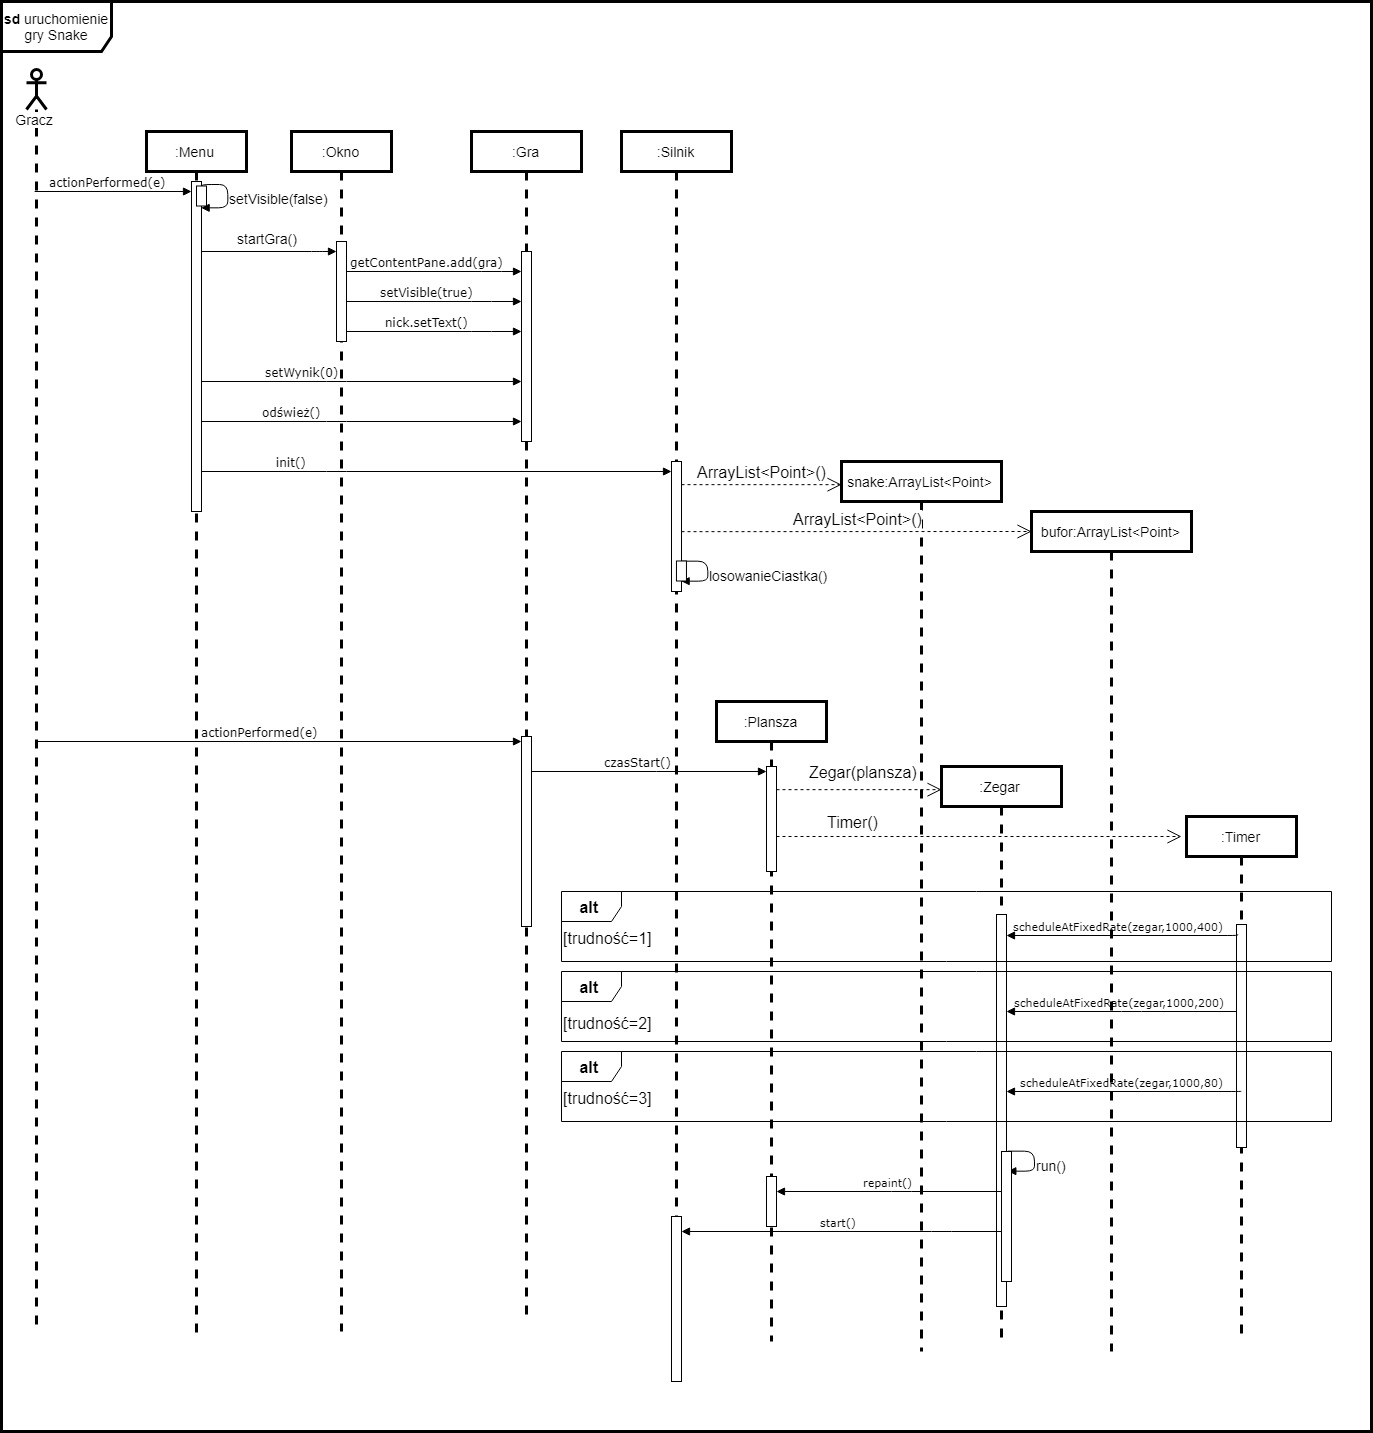 sd uruchomienie
gry Snake
Gracz
:Menu
:Okno
:Gra
:Silnik
actionPerformed(e)
setVisible(false)
startGra()
getContentPane.add(gra)
setVisible(true)
nick.setText()
setWynik(0)
odśwież()
init()
ArrayList<Point>()
snake:ArrayList<Point>
ArrayList<Point>()
bufor:ArrayList<Point>
losowanieCiastka()
:Plansza
actionPerformed(e)
czasStart()
Zegar(plansza)
:Zegar
Timer()
:Timer
alt
[trudność=1]
scheduleAtFixedRate(zegar,1000,400)
alt
[trudność=2]
scheduleAtFixedRate(zegar,1000,200)
alt
[trudność=3]
scheduleAtFixedRate(zegar,1000,80)
run()
repaint()
start()